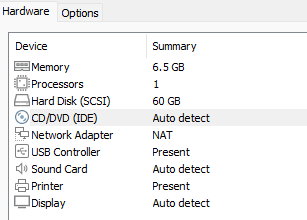 Hardware Options
Device Summary
Memory 6.5 GB
Processors 1
Hard Disk (SCSI) 60 GB
CD/DVD (IDE) Auto detect
Network Adapter NAT
USB Controller Present
Sound Card Auto detect
Printer Present
Display Auto detect